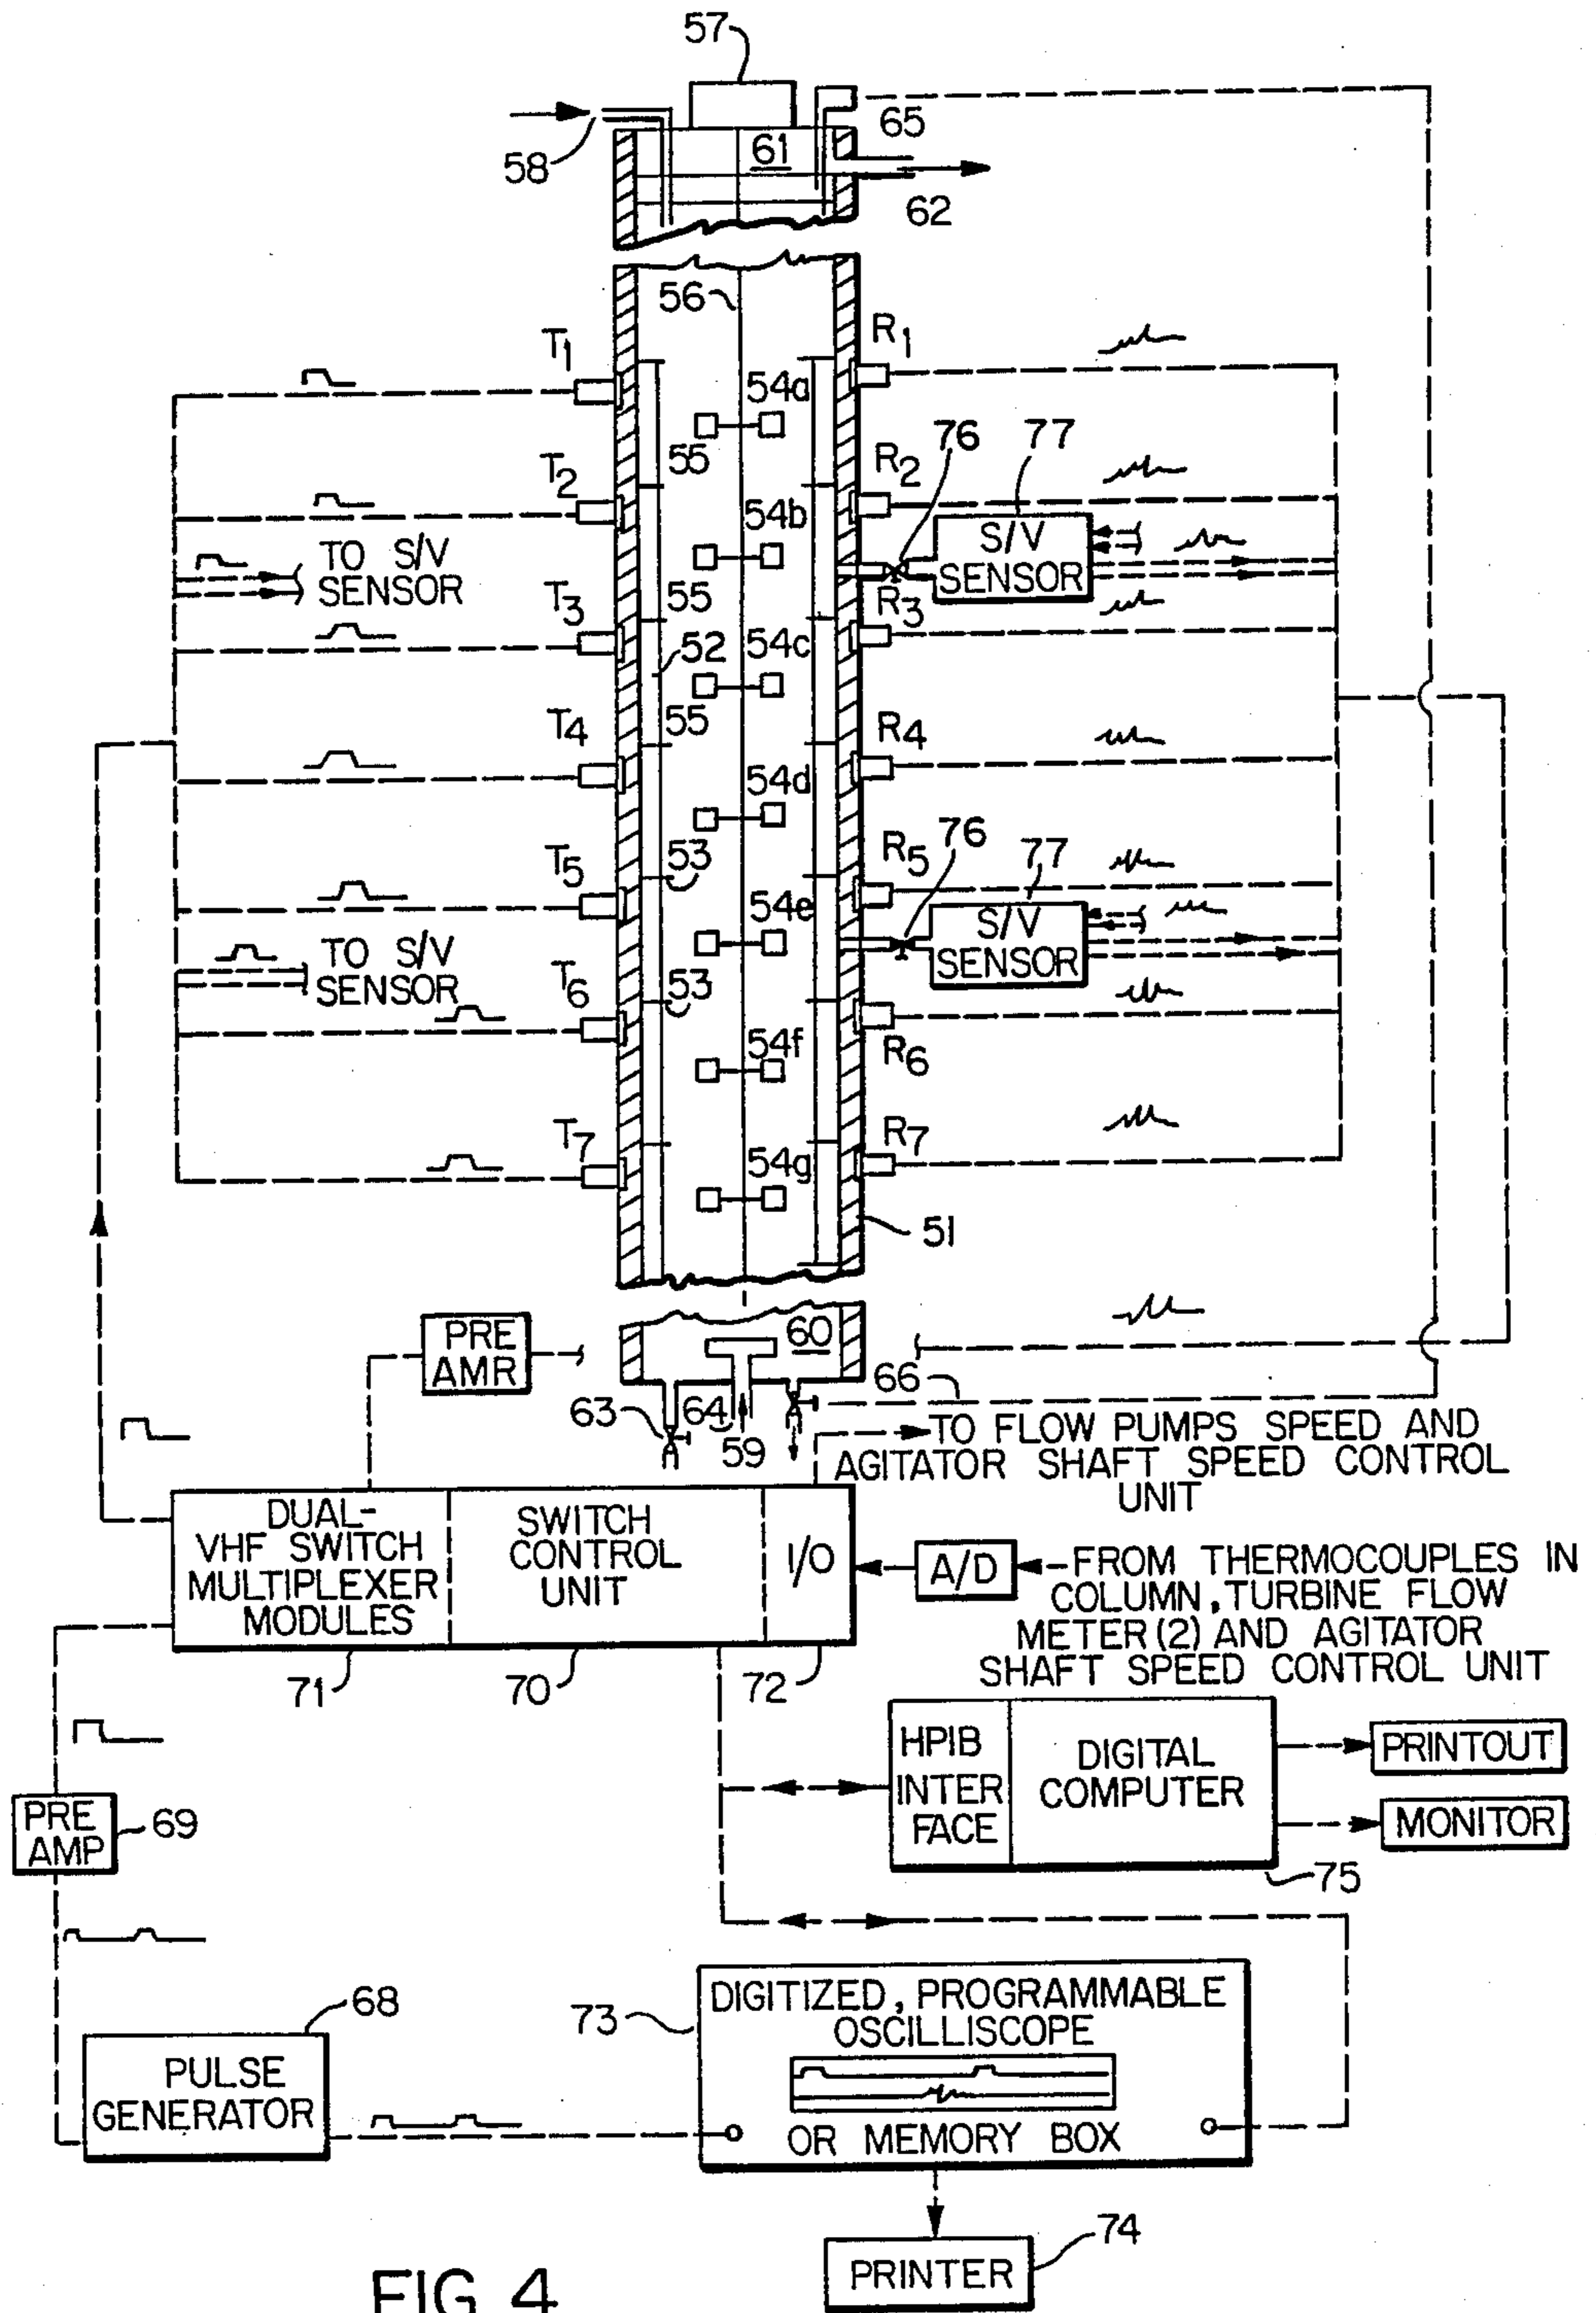 57
65
58
61
62
56
T1
R1
54a
55
T2
R2
76
77
54b
S/V
SENSOR
TO S/V
SENSOR
T3
R3
55
52
54c
55
T4
R4
54d
T5
R5
76
77
53
54e
S/V
SENSOR
TO S/V
SENSOR
T6
53
R6
54f
T7
R7
54g
51
PRE
AMR
60
66
63
64
59
TO FLOW PUMPS SPEED AND
AGITATOR SHAFT SPEED CONTROL
UNIT
DUAL-
VHF SWITCH
MULTIPLEXER
MODULES
SWITCH
CONTROL
UNIT
I/O
A/D
FROM THERMOCOUPLES IN
COLUMN, TURBINE FLOW
METER (2) AND AGITATOR
SHAFT SPEED CONTROL UNIT
71
70
72
HPIB
INTER
FACE
DIGITAL
COMPUTER
PRINTOUT
MONITOR
75
PRE
AMP
69
68
PULSE
GENERATOR
73
DIGITIZED, PROGRAMMABLE
OSCILLISCOPE
OR MEMORY BOX
74
PRINTER
FIG 4